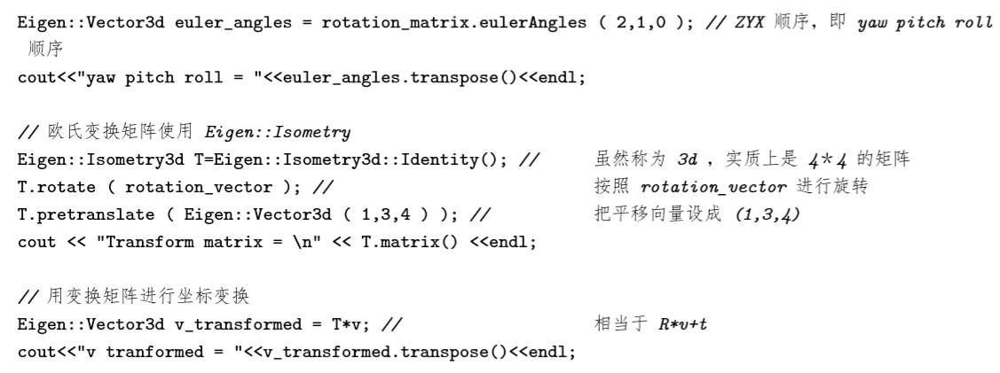 Eigen::Vector3d euler_angles = rotation_matrix.eulerAngles ( 2,1,0 ); // ZYX 顺序，即 yaw pitch roll
顺序
cout<<"yaw pitch roll = "<<euler_angles.transpose()<<endl;
// 欧氏变换矩阵使用 Eigen::Isometry
Eigen::Isometry3d T=Eigen::Isometry3d::Identity(); // 虽然称为 3d ，实质上是 4＊4 的矩阵
T.rotate ( rotation_vector ); // 按照 rotation_vector 进行旋转
T.pretranslate ( Eigen::Vector3d ( 1,3,4 ) ); // 把平移向量设成 (1,3,4)
cout << "Transform matrix = \n" << T.matrix() <<endl;
// 用变换矩阵进行坐标变换
Eigen::Vector3d v_transformed = T*v; // 相当于 R*v+t
cout<<"v tranformed = "<<v_transformed.transpose()<<endl;